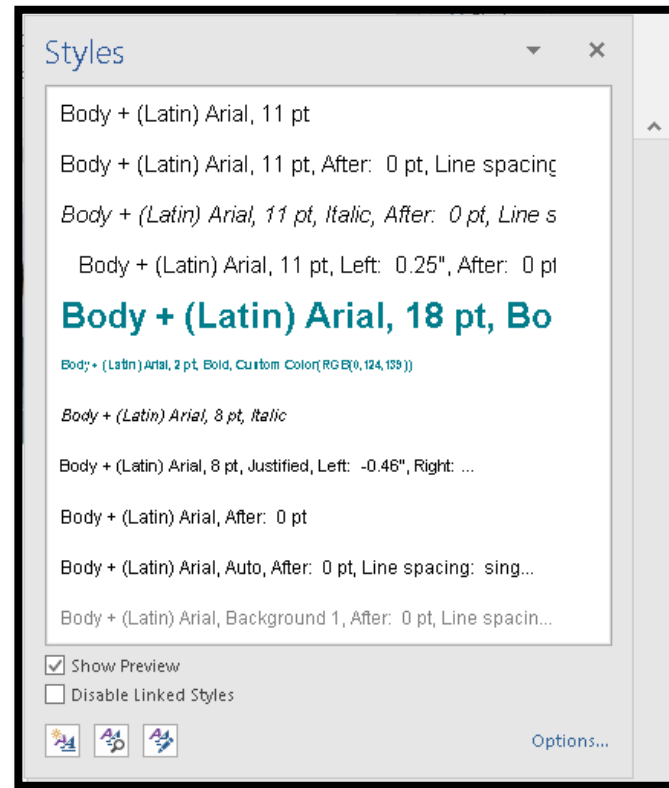 Styles
Body + (Latin) Arial, 11 pt
Body + (Latin) Arial, 11 pt, After:  0 pt, Line spacing
Body + (Latin) Arial, 11 pt, Italic, After:  0 pt, Line s
Body + (Latin) Arial, 11 pt, Left:  0.25", After:  0 pt
Body + (Latin) Arial, 18 pt, Bo
Body + (Latin) Arial, 2 pt, Bold, Custom Color(RGB(0,124,139))
Body + (Latin) Arial, 8 pt, Italic
Body + (Latin) Arial, 8 pt, Justified, Left:  -0.46", Right: ...
Body + (Latin) Arial, After:  0 pt
Body + (Latin) Arial, Auto, After:  0 pt, Line spacing:  sing...
Body + (Latin) Arial, Background 1, After:  0 pt, Line spacin...
Show Preview
Disable Linked Styles
Options...